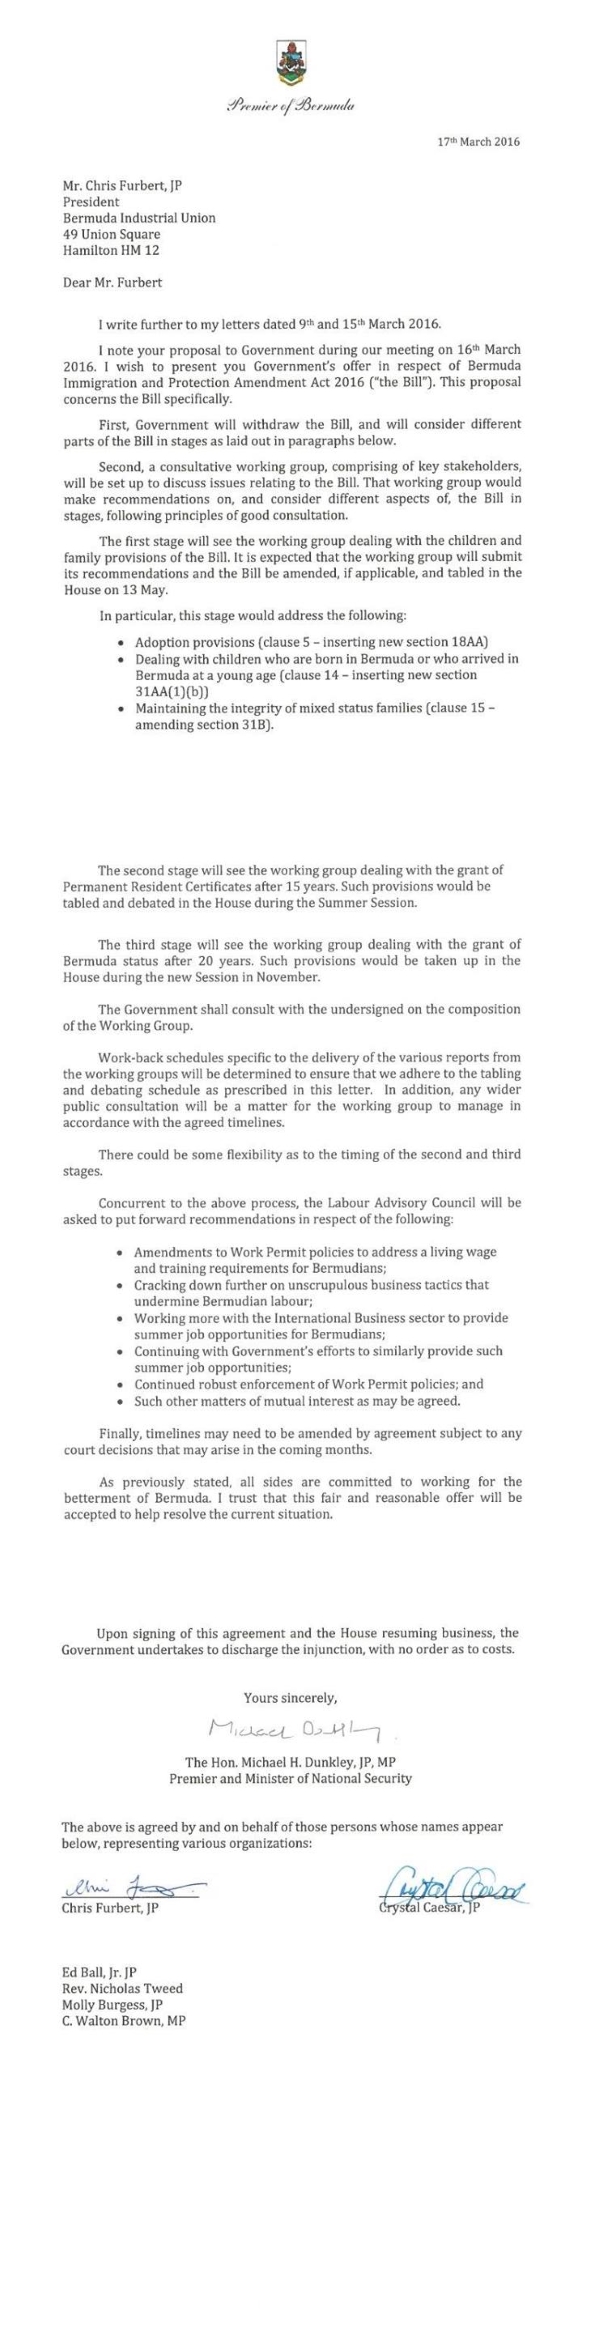 Premier of Bermuda
17th March 2016
Mr. Chris Furbert, JP
President
Bermuda Industrial Union
49 Union Square
Hamilton HM 12
Dear Mr. Furbert
I write further to my letters dated 9th and 15th March 2016.
I note your proposal to Government during our meeting on 16th March
2016. I wish to present you Government's offer in respect of Bermuda
Immigration and Protection Amendment Act 2016 ("the Bill"). This proposal
concerns the Bill specifically.
First, Government will withdraw the Bill, and will consider different
parts of the Bill in stages as laid out in paragraphs below.
Second, a consultative working group, comprising of key stakeholders,
will be set up to discuss issues relating to the Bill. That working group would
make recommendations on, and consider different aspects of, the Bill in
stages, following principles of good consultation.
The first stage will see the working group dealing with the children and
family provisions of the Bill. It is expected that the working group will submit
its recommendations and the Bill be amended, if applicable, and tabled in the
House on 13 May.
In particular, this stage would address the following:
• Adoption provisions (clause 5 – inserting new section 18AA)
• Dealing with children who are born in Bermuda or who arrived in
Bermuda at a young age (clause 14 – inserting new section
31AA(1)(b))
• Maintaining the integrity of mixed status families (clause 15 –
amending section 31B).
The second stage will see the working group dealing with the grant of
Permanent Resident Certificates after 15 years. Such provisions would be
tabled and debated in the House during the Summer Session.
The third stage will see the working group dealing with the grant of
Bermuda status after 20 years. Such provisions would be taken up in the
House during the new Session in November.
The Government shall consult with the undersigned on the composition
of the Working Group.
Work-back schedules specific to the delivery of the various reports from
the working groups will be determined to ensure that we adhere to the tabling
and debating schedule as prescribed in this letter. In addition, any wider
public consultation will be a matter for the working group to manage in
accordance with the agreed timelines.
There could be some flexibility as to the timing of the second and third
stages.
Concurrent to the above process, the Labour Advisory Council will be
asked to put forward recommendations in respect of the following:
• Amendments to Work Permit policies to address a living wage
and training requirements for Bermudians;
• Cracking down further on unscrupulous business tactics that
undermine Bermudian labour;
• Working more with the International Business sector to provide
summer job opportunities for Bermudians;
• Continuing with Government's efforts to similarly provide such
summer job opportunities;
• Continued robust enforcement of Work Permit policies; and
• Such other matters of mutual interest as may be agreed.
Finally, timelines may need to be amended by agreement subject to any
court decisions that may arise in the coming months.
As previously stated, all sides are committed to working for the
betterment of Bermuda. I trust that this fair and reasonable offer will be
accepted to help resolve the current situation.
Upon signing of this agreement and the House resuming business, the
Government undertakes to discharge the injunction, with no order as to costs.
Yours sincerely,
The Hon. Michael H. Dunkley, JP, MP
Premier and Minister of National Security
The above is agreed by and on behalf of those persons whose names appear
below, representing various organizations:
Crystal Caesar
Chris Furbert, JP
Crystal Caesar, JP
Ed Ball, Jr. JP
Rev. Nicholas Tweed
Molly Burgess, JP
C. Walton Brown, MP